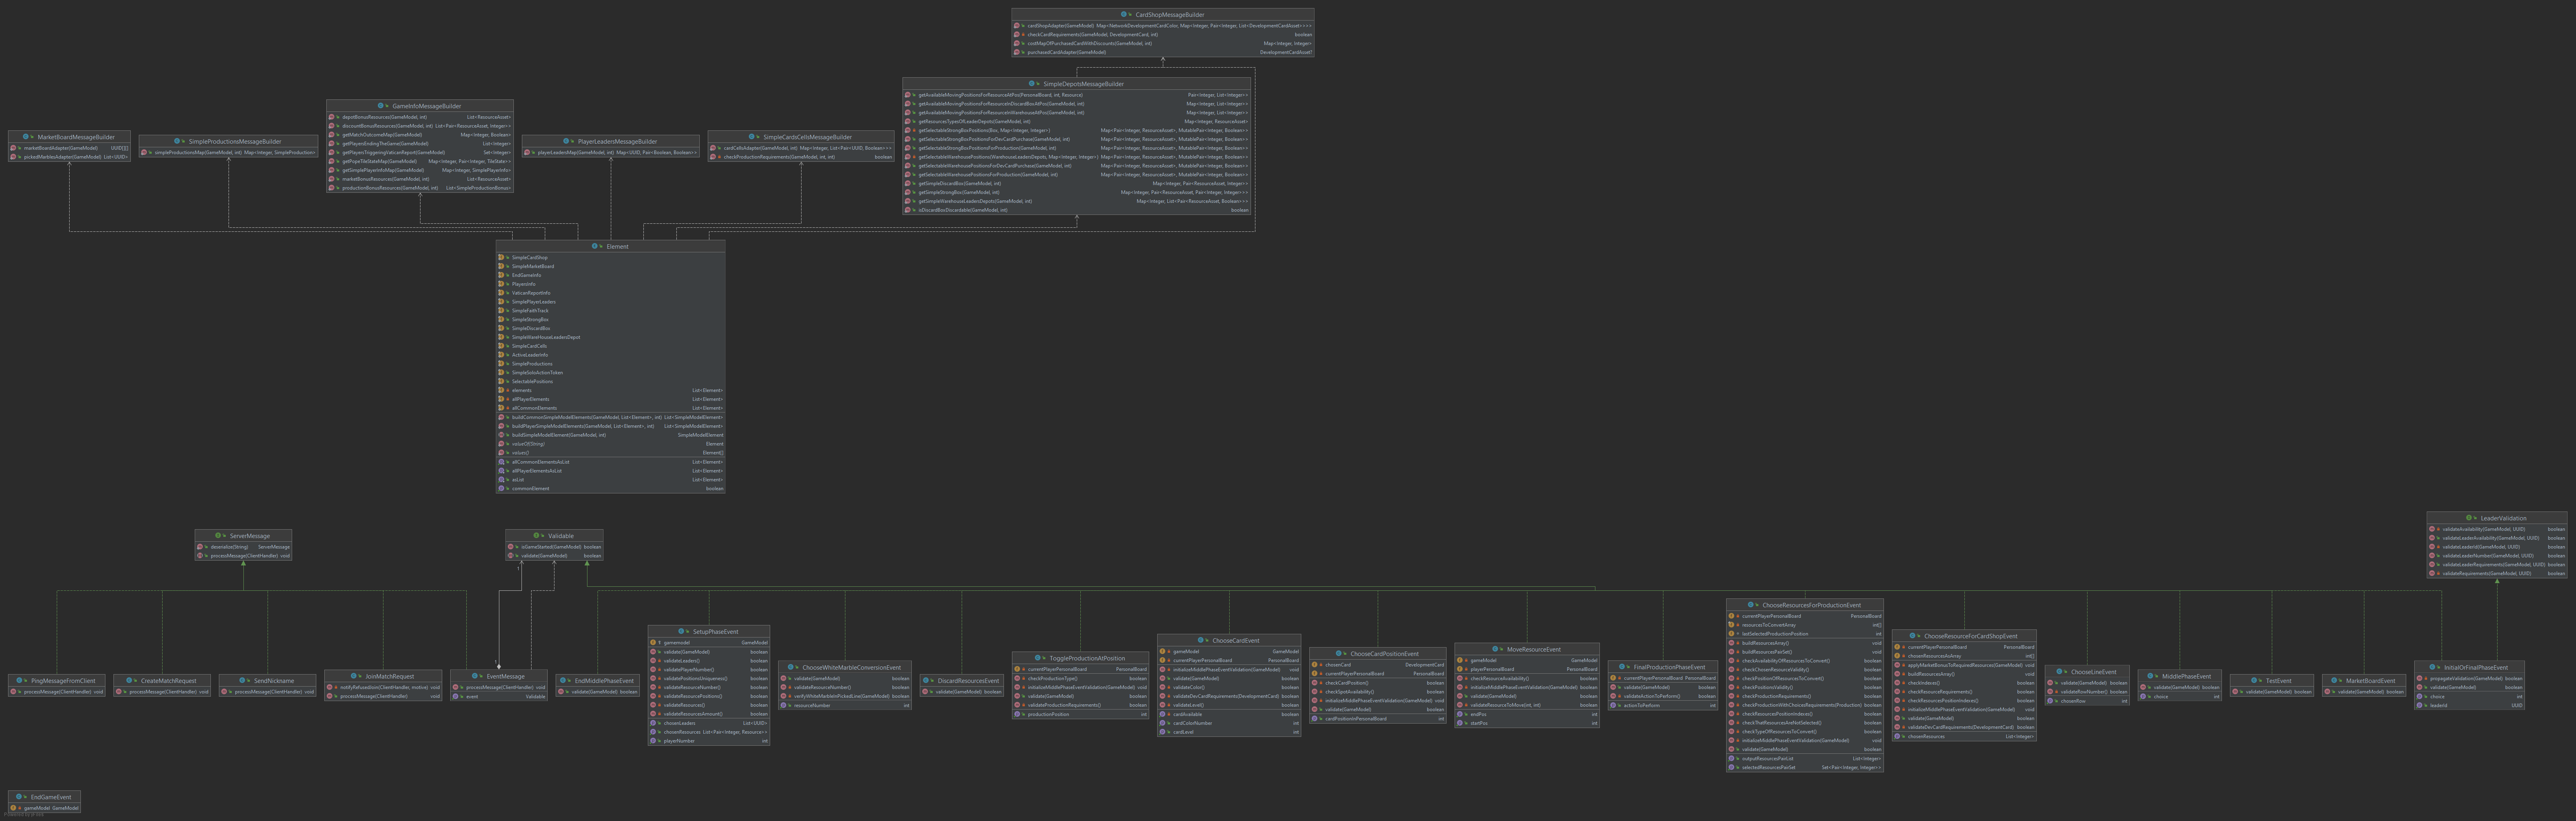 CardShopMessageBuilder
cardShopAdapter(GameModel) Map<NetworkDevelopmentCardColor, Map<Integer, Pair<Integer, List<DevelopmentCardAsset>>>>
checkCardRequirements(GameModel, DevelopmentCard, int) boolean
costMapOfPurchasedCardWithDiscounts(GameModel, int) Map<Integer, Integer>
purchasedCardAdapter(GameModel) DevelopmentCardAsset?
SimpleDepotsMessageBuilder
getAvailableMovingPositionsForResourceAtPos(PersonalBoard, int, Resource) Pair<Integer, List<Integer>>
getAvailableMovingPositionsForResourceInDiscardBoxAtPos(GameModel, int) Map<Integer, List<Integer>>
getAvailableMovingPositionsForResourceInWarehouseAtPos(GameModel, int) Map<Integer, List<Integer>>
getResourcesTypesOfLeaderDepots(GameModel, int) Map<Integer, ResourceAsset>
getSelectableStrongBoxPositions(Box, Map<Integer, Integer>) Map<Pair<Integer, ResourceAsset>, MutablePair<Integer, Boolean>>
getSelectableStrongBoxPositionsForDevCardPurchase(GameModel, int) Map<Pair<Integer, ResourceAsset>, MutablePair<Integer, Boolean>>
getSelectableStrongBoxPositionsForProduction(GameModel, int) Map<Pair<Integer, ResourceAsset>, MutablePair<Integer, Boolean>>
getSelectableWarehousePositions(WarehouseLeadersDepots, Map<Integer, Integer>) Map<Pair<Integer, ResourceAsset>, MutablePair<Integer, Boolean>>
getSelectableWarehousePositionsForDevCardPurchase(GameModel, int) Map<Pair<Integer, ResourceAsset>, MutablePair<Integer, Boolean>>
getSelectableWarehousePositionsForProduction(GameModel, int) Map<Pair<Integer, ResourceAsset>, MutablePair<Integer, Boolean>>
getSimpleDiscardBox(GameModel, int) Map<Integer, Pair<ResourceAsset, Integer>>
getSimpleStrongBox(GameModel, int) Map<Integer, Pair<ResourceAsset, Pair<Integer, Integer>>>
getSimpleWarehouseLeadersDepots(GameModel, int) Map<Integer, List<Pair<ResourceAsset, Boolean>>>
isDiscardBoxDiscardable(GameModel, int) boolean
GameInfoMessageBuilder
depotBonusResources(GameModel, int) List<ResourceAsset>
discountBonusResources(GameModel, int) List<Pair<ResourceAsset, Integer>>
getMatchOutcomeMap(GameModel) Map<Integer, Boolean>
getPlayersEndingTheGame(GameModel) List<Integer>
getPlayersTriggeringVaticanReport(GameModel) Set<Integer>
getPopeTileStateMap(GameModel) Map<Integer, Pair<Integer, TileState>>
getSimplePlayerInfoMap(GameModel) Map<Integer, SimplePlayerInfo>
marketBonusResources(GameModel, int) List<ResourceAsset>
productionBonusResources(GameModel, int) List<SimpleProductionBonus>
MarketBoardMessageBuilder
marketBoardAdapter(GameModel) UUID[][]
pickedMarblesAdapter(GameModel) List<UUID>
SimpleProductionsMessageBuilder
simpleProductionsMap(GameModel, int) Map<Integer, SimpleProduction>
PlayerLeadersMessageBuilder
playerLeadersMap(GameModel, int) Map<UUID, Pair<Boolean, Boolean>>
SimpleCardsCellsMessageBuilder
cardCellsAdapter(GameModel, int) Map<Integer, List<Pair<UUID, Boolean>>>
checkProductionRequirements(GameModel, int, int) boolean
Element
SimpleCardShop
SimpleMarketBoard
EndGameInfo
PlayersInfo
VaticanReportInfo
SimplePlayerLeaders
SimpleFaithTrack
SimpleStrongBox
SimpleDiscardBox
SimpleWareHouseLeadersDepot
SimpleCardCells
ActiveLeaderInfo
SimpleProductions
SimpleSoloActionToken
SelectablePositions
elements List<Element>
allPlayerElements List<Element>
allCommonElements List<Element>
buildCommonSimpleModelElements(GameModel, List<Element>, int) List<SimpleModelElement>
buildPlayerSimpleModelElements(GameModel, List<Element>, int) List<SimpleModelElement>
buildSimpleModelElement(GameModel, int) SimpleModelElement
valueOf(String) Element
values() Element[]
allCommonElementsAsList List<Element>
allPlayerElementsAsList List<Element>
asList List<Element>
commonElement boolean
ServerMessage
deserialize(String) ServerMessage
processMessage(ClientHandler) void
Validable
isGameStarted(GameModel) boolean
validate(GameModel) boolean
LeaderValidation
validateAvailability(GameModel, UUID) boolean
validateLeaderAvailability(GameModel, UUID) boolean
validateLeaderId(GameModel, UUID) boolean
validateLeaderNumber(GameModel, UUID) boolean
validateLeaderRequirements(GameModel, UUID) boolean
validateRequirements(GameModel, UUID) boolean
1
1
PingMessageFromClient
processMessage(ClientHandler) void
CreateMatchRequest
processMessage(ClientHandler) void
SendNickname
processMessage(ClientHandler) void
JoinMatchRequest
notifyRefusedJoin(ClientHandler, motive) void
processMessage(ClientHandler) void
EventMessage
processMessage(ClientHandler) void
event Validable
EndMiddlePhaseEvent
validate(GameModel) boolean
SetupPhaseEvent
gamemodel GameModel
validate(GameModel) boolean
validateLeaders() boolean
validatePlayerNumber() boolean
validatePositionsUniqueness() boolean
validateResourceNumber() boolean
validateResourcePositions() boolean
validateResources() boolean
validateResourcesAmount() boolean
chosenLeaders List<UUID>
chosenResources List<Pair<Integer, Resource>>
playerNumber int
ChooseWhiteMarbleConversionEvent
validate(GameModel) boolean
validateResourceNumber() boolean
verifyWhiteMarbleInPickedLine(GameModel) boolean
resourceNumber int
DiscardResourcesEvent
validate(GameModel) boolean
ToggleProductionAtPosition
currentPlayerPersonalBoard PersonalBoard
checkProductionType() boolean
initializeMiddlePhaseEventValidation(GameModel) void
validate(GameModel) boolean
validateProductionRequirements() boolean
productionPosition int
ChooseCardEvent
gameModel GameModel
currentPlayerPersonalBoard PersonalBoard
initializeMiddlePhaseEventValidation(GameModel) void
validate(GameModel) boolean
validateColor() boolean
validateDevCardRequirements(DevelopmentCard) boolean
validateLevel() boolean
cardAvailable boolean
cardColorNumber int
cardLevel int
ChooseCardPositionEvent
chosenCard DevelopmentCard
currentPlayerPersonalBoard PersonalBoard
checkCardPosition() boolean
checkSpotAvailability() boolean
initializeMiddlePhaseEventValidation(GameModel) void
validate(GameModel) boolean
cardPositionInPersonalBoard int
MoveResourceEvent
gameModel GameModel
playerPersonalBoard PersonalBoard
checkResourceAvailability() boolean
initializeMiddlePhaseEventValidation(GameModel) boolean
validate(GameModel) boolean
validateResourceToMove(int, int) boolean
endPos int
startPos int
FinalProductionPhaseEvent
currentPlayerPersonalBoard PersonalBoard
validate(GameModel) boolean
validateActionToPerform() boolean
actionToPerform int
ChooseResourcesForProductionEvent
currentPlayerPersonalBoard PersonalBoard
resourcesToConvertArray int[]
lastSelectedProductionPosition int
buildResourcesArray() void
buildResourcesPairSet() void
checkAvailabilityOfResourcesToConvert() boolean
checkChosenResourceValidity() boolean
checkPositionOfResourcesToConvert() boolean
checkPositionsValidity() boolean
checkProductionRequirements() boolean
checkProductionWithChoicesRequirements(Production) boolean
checkResourcesPositionIndexes() boolean
checkThatResourcesAreNotSelected() boolean
checkTypeOfResourcesToConvert() boolean
initializeMiddlePhaseEventValidation(GameModel) void
validate(GameModel) boolean
outputResourcesPairList List<Integer>
selectedResourcesPairSet Set<Pair<Integer, Integer>>
ChooseResourceForCardShopEvent
currentPlayerPersonalBoard PersonalBoard
chosenResourcesAsArray int[]
applyMarketBonusToRequiredResources(GameModel) void
buildResourcesArray() void
checkIndexes() boolean
checkResourceRequirements() boolean
checkResourcesPositionIndexes() boolean
initializeMiddlePhaseEventValidation(GameModel) void
validate(GameModel) boolean
validateDevCardRequirements(DevelopmentCard) boolean
chosenResources List<Integer>
ChooseLineEvent
validate(GameModel) boolean
validateRowNumber() boolean
chosenRow int
MiddlePhaseEvent
validate(GameModel) boolean
choice int
TestEvent
validate(GameModel) boolean
MarketBoardEvent
validate(GameModel) boolean
InitialOrFinalPhaseEvent
propagateValidation(GameModel) boolean
validate(GameModel) boolean
choice int
leaderId UUID
EndGameEvent
gameModel GameModel